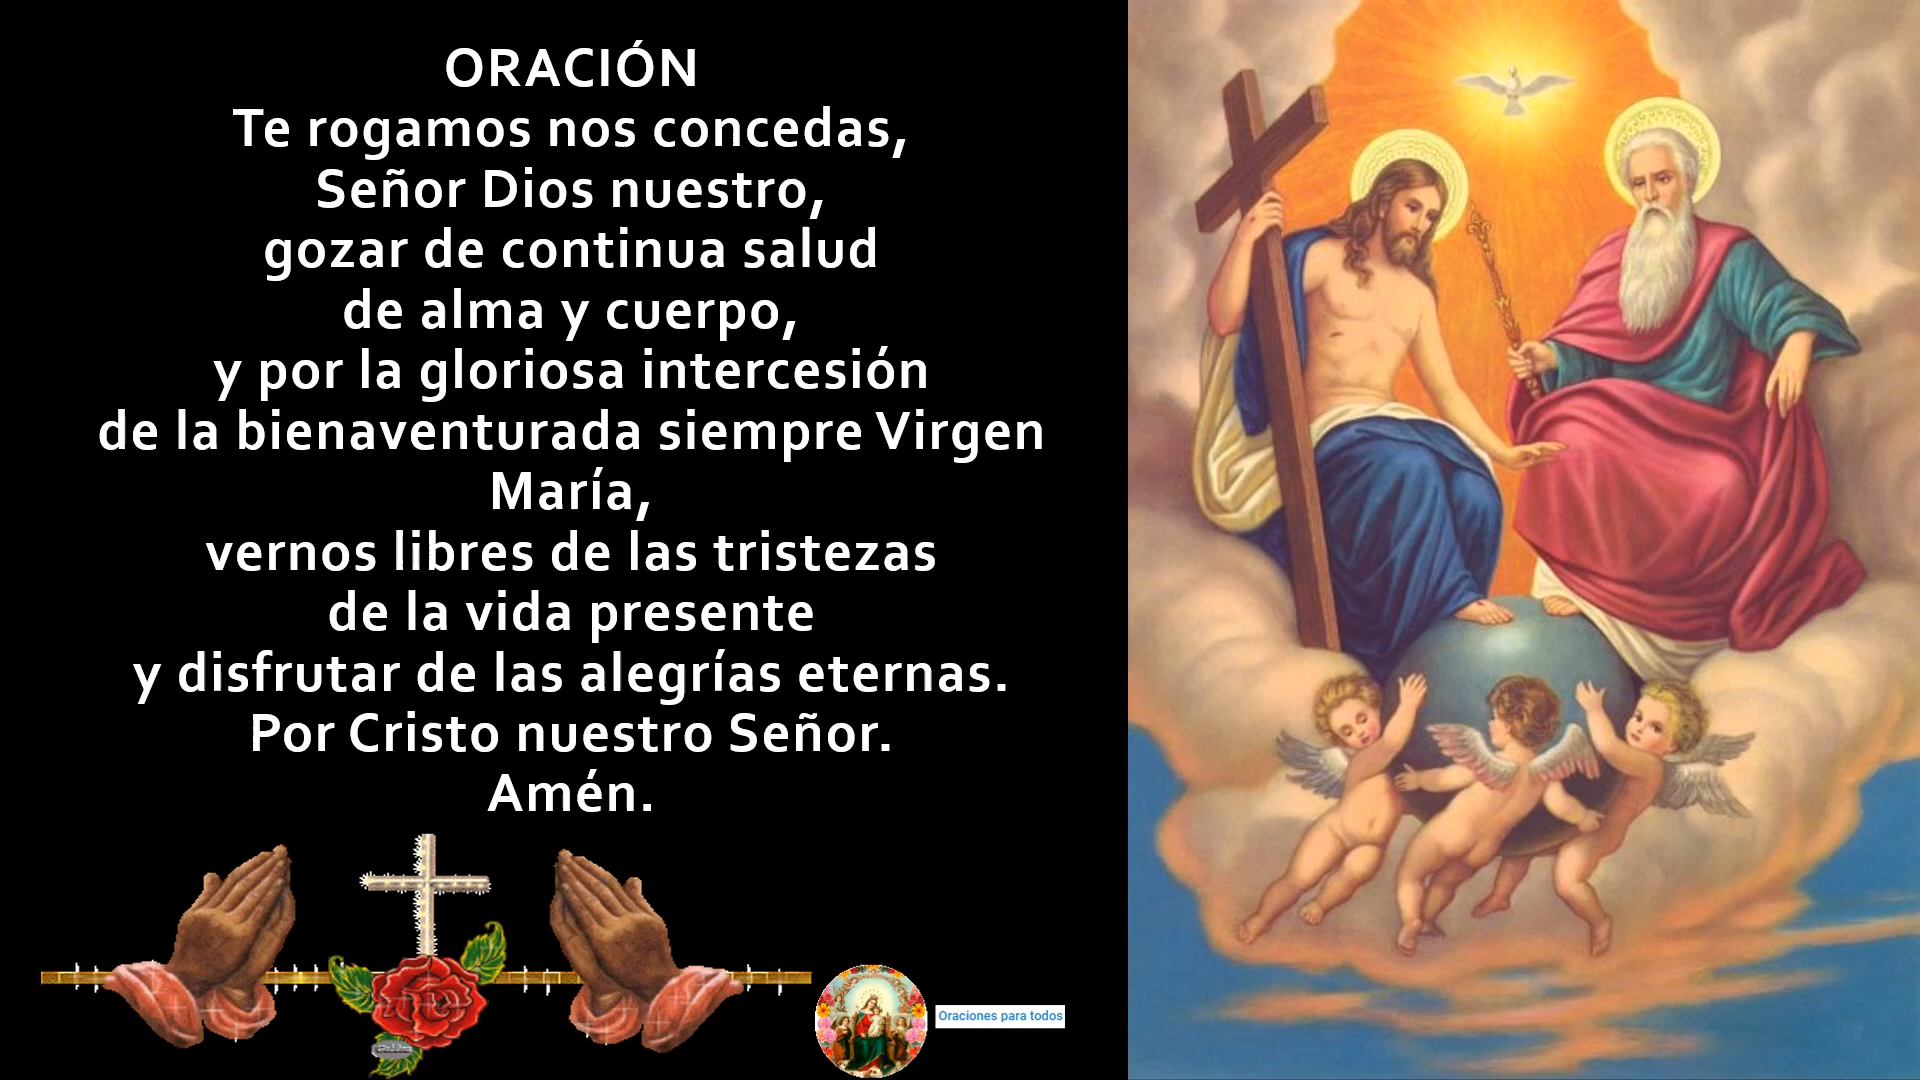 ORACIÓN
Te rogamos nos concedas,
Señor Dios nuestro,
gozar de continua salud
de alma y cuerpo,
y por la gloriosa intercesión
de la bienaventurada siempre Virgen
María,
vernos libres de las tristezas
de la vida presente
y disfrutar de las alegrías eternas.
Por Cristo nuestro Señor.
Amén.
Oraciones para todos